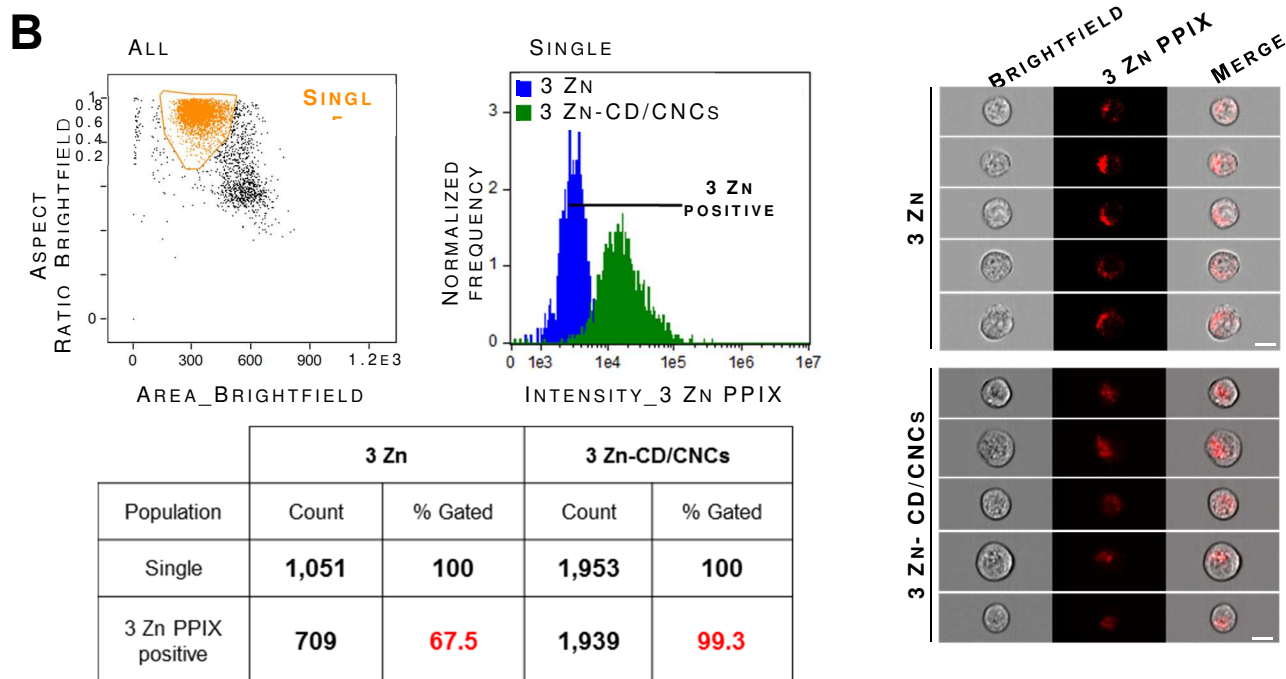 B
ALL
SINGL
1
0.8
0.6
0.4
0.2
0
0 300 600 900 1.2E3
ASPECT
RATIO BRIGHTFIELD
AREA_BRIGHTFIELD
SINGLE
3 ZN
3 ZN-CD/CNCS
3 ZN
POSITIVE
3
2
1
0
0 1e3 1e4 1e5 1e6 1e7
NORMALIZED
FREQUENCY
INTENSITY_3 ZN PPIX
3 Zn 3 Zn-CD/CNCs
Population Count % Gated Count % Gated
Single 1,051 100 1,953 100
3 Zn PPIX
positive 709 67.5 1,939 99.3
BRIGHTFIELD
3 ZN PPIX
MERGE
3 ZN
3 ZN- CD/CNCS